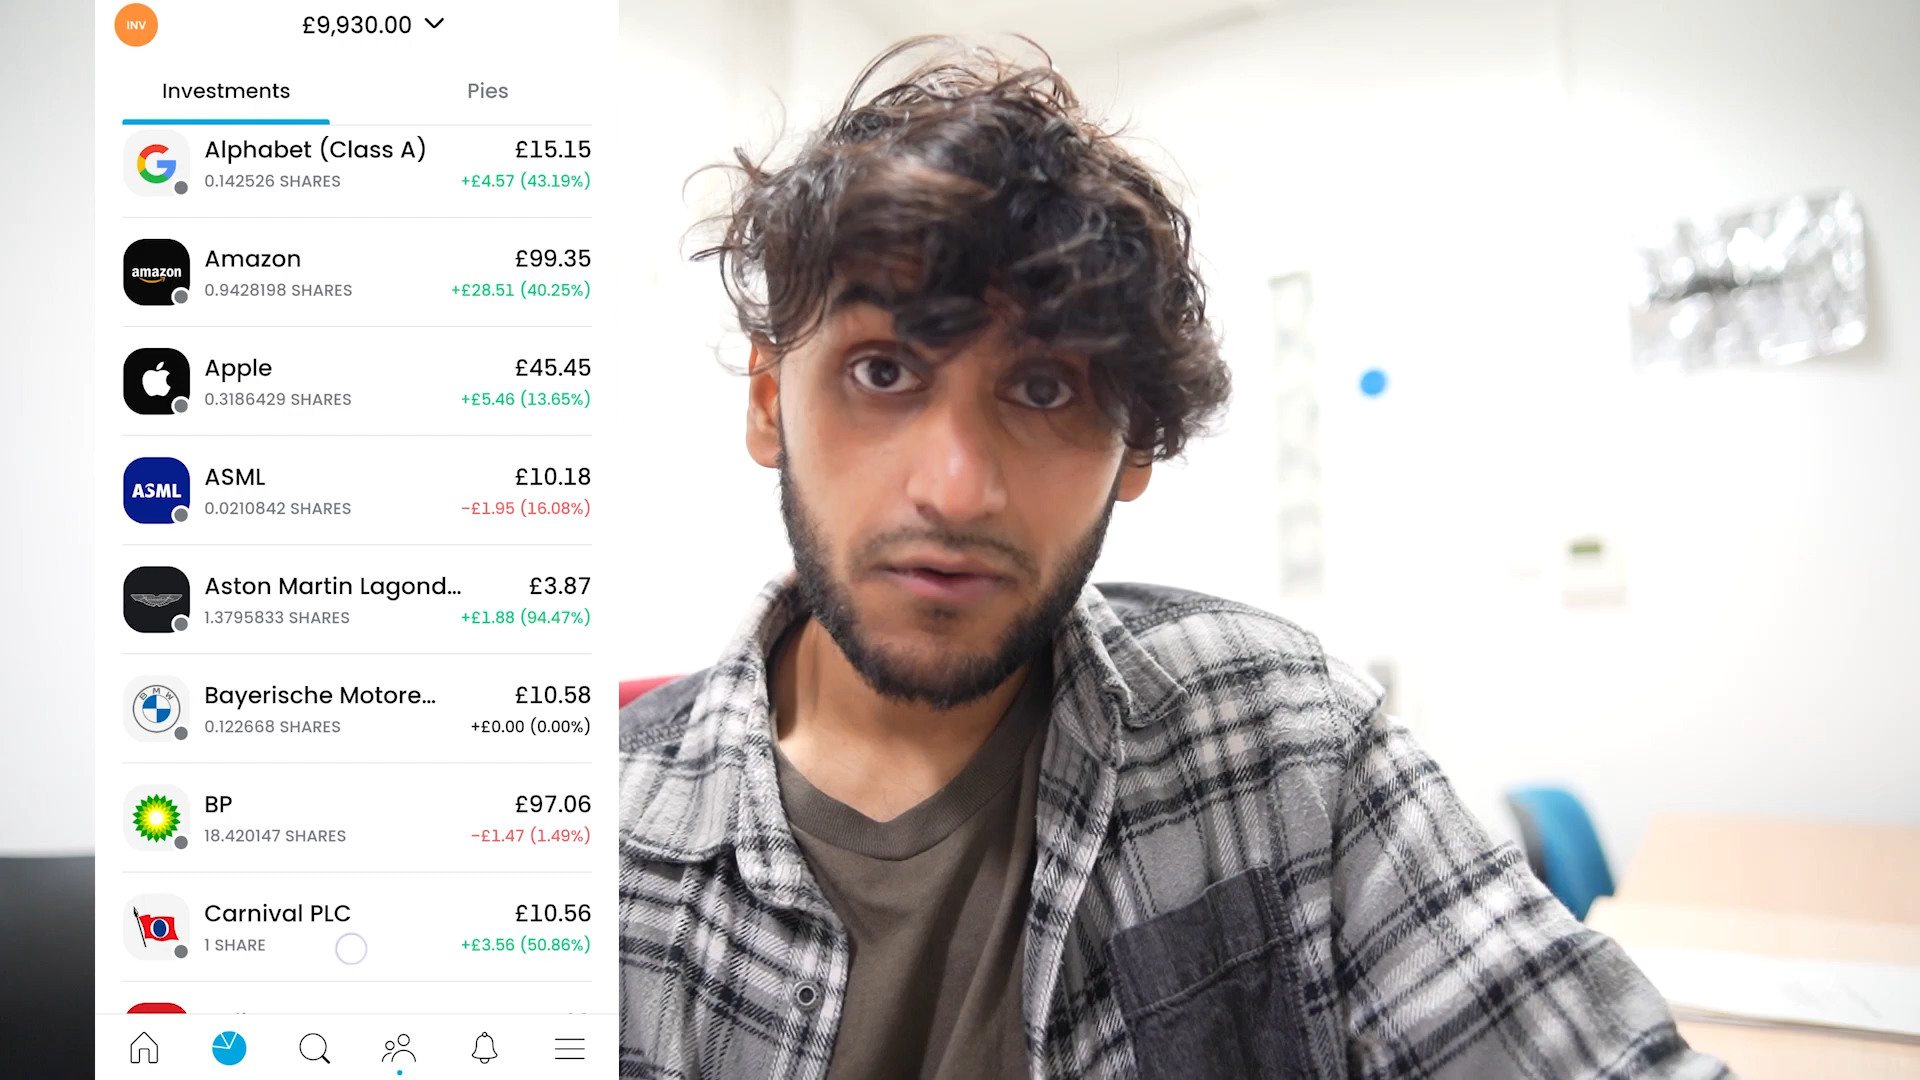 INV
£9,930.00
Investments
Pies
Alphabet (Class A)
£15.15
0.142526 SHARES
+£4.57 (43.19%)
amazon
Amazon
£99.35
0.9428198 SHARES
+£28.51 (40.25%)
Apple
£45.45
0.3186429 SHARES
+£5.46 (13.65%)
ASML
ASML
£10.18
0.0210842 SHARES
-£1.95 (16.08%)
Aston Martin Lagond...
£3.87
1.3795833 SHARES
+£1.88 (94.47%)
BMW
Bayerische Motore...
£10.58
0.122668 SHARES
+£0.00 (0.00%)
BP
£97.06
18.420147 SHARES
-£1.47 (1.49%)
Carnival PLC
£10.56
1 SHARE
+£3.56 (50.86%)